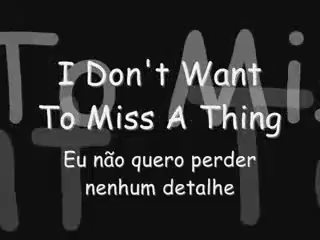 I Don't Want
To Miss A Thing
Eu não quero perder
nenhum detalhe